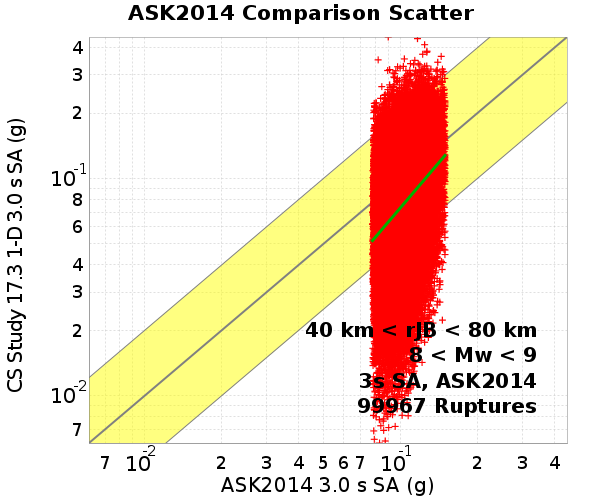 ASK2014 Comparison Scatter
CS Study 17.3 1-D 3.0 s SA (g)
4
3
2
10^-1
8
6
4
3
2
10^-2
7
40 km < rJB < 80 km
8 < Mw < 9
3s SA, ASK2014
99967 Ruptures
7 10^-2 2 3 4 5 6 7 10^-1 2 3 4
ASK2014 3.0 s SA (g)